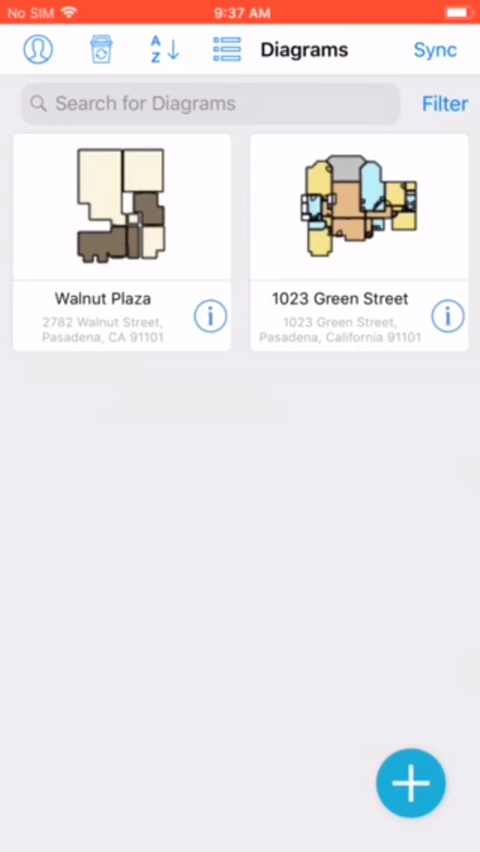 No SIM 9:37 AM
A
Z
Diagrams
Sync
Search for Diagrams
Filter
Walnut Plaza
2782 Walnut Street,
Pasadena, CA 91101
i
1023 Green Street
1023 Green Street,
Pasadena, California 91101
i